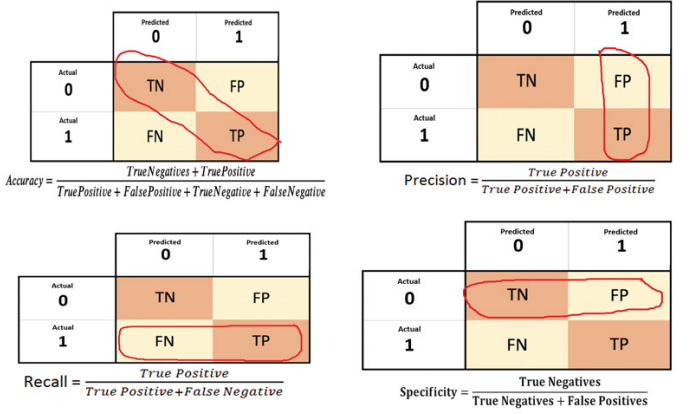 Predicted Predicted
0 1
Actual
0 TN FP
Actual
1 FN TP
Accuracy = TrueNegatives + TruePositive / TruePositive + FalsePositive + TrueNegative + FalseNegative
Predicted Predicted
0 1
Actual
0 TN FP
Actual
1 FN TP
Precision = True Positive / True Positive+False Positive
Predicted Predicted
0 1
Actual
0 TN FP
Actual
1 FN TP
Recall = True Positive / True Positive+False Negative
Predicted Predicted
0 1
Actual
0 TN FP
Actual
1 FN TP
Specificity = True Negatives / True Negatives + False Positives